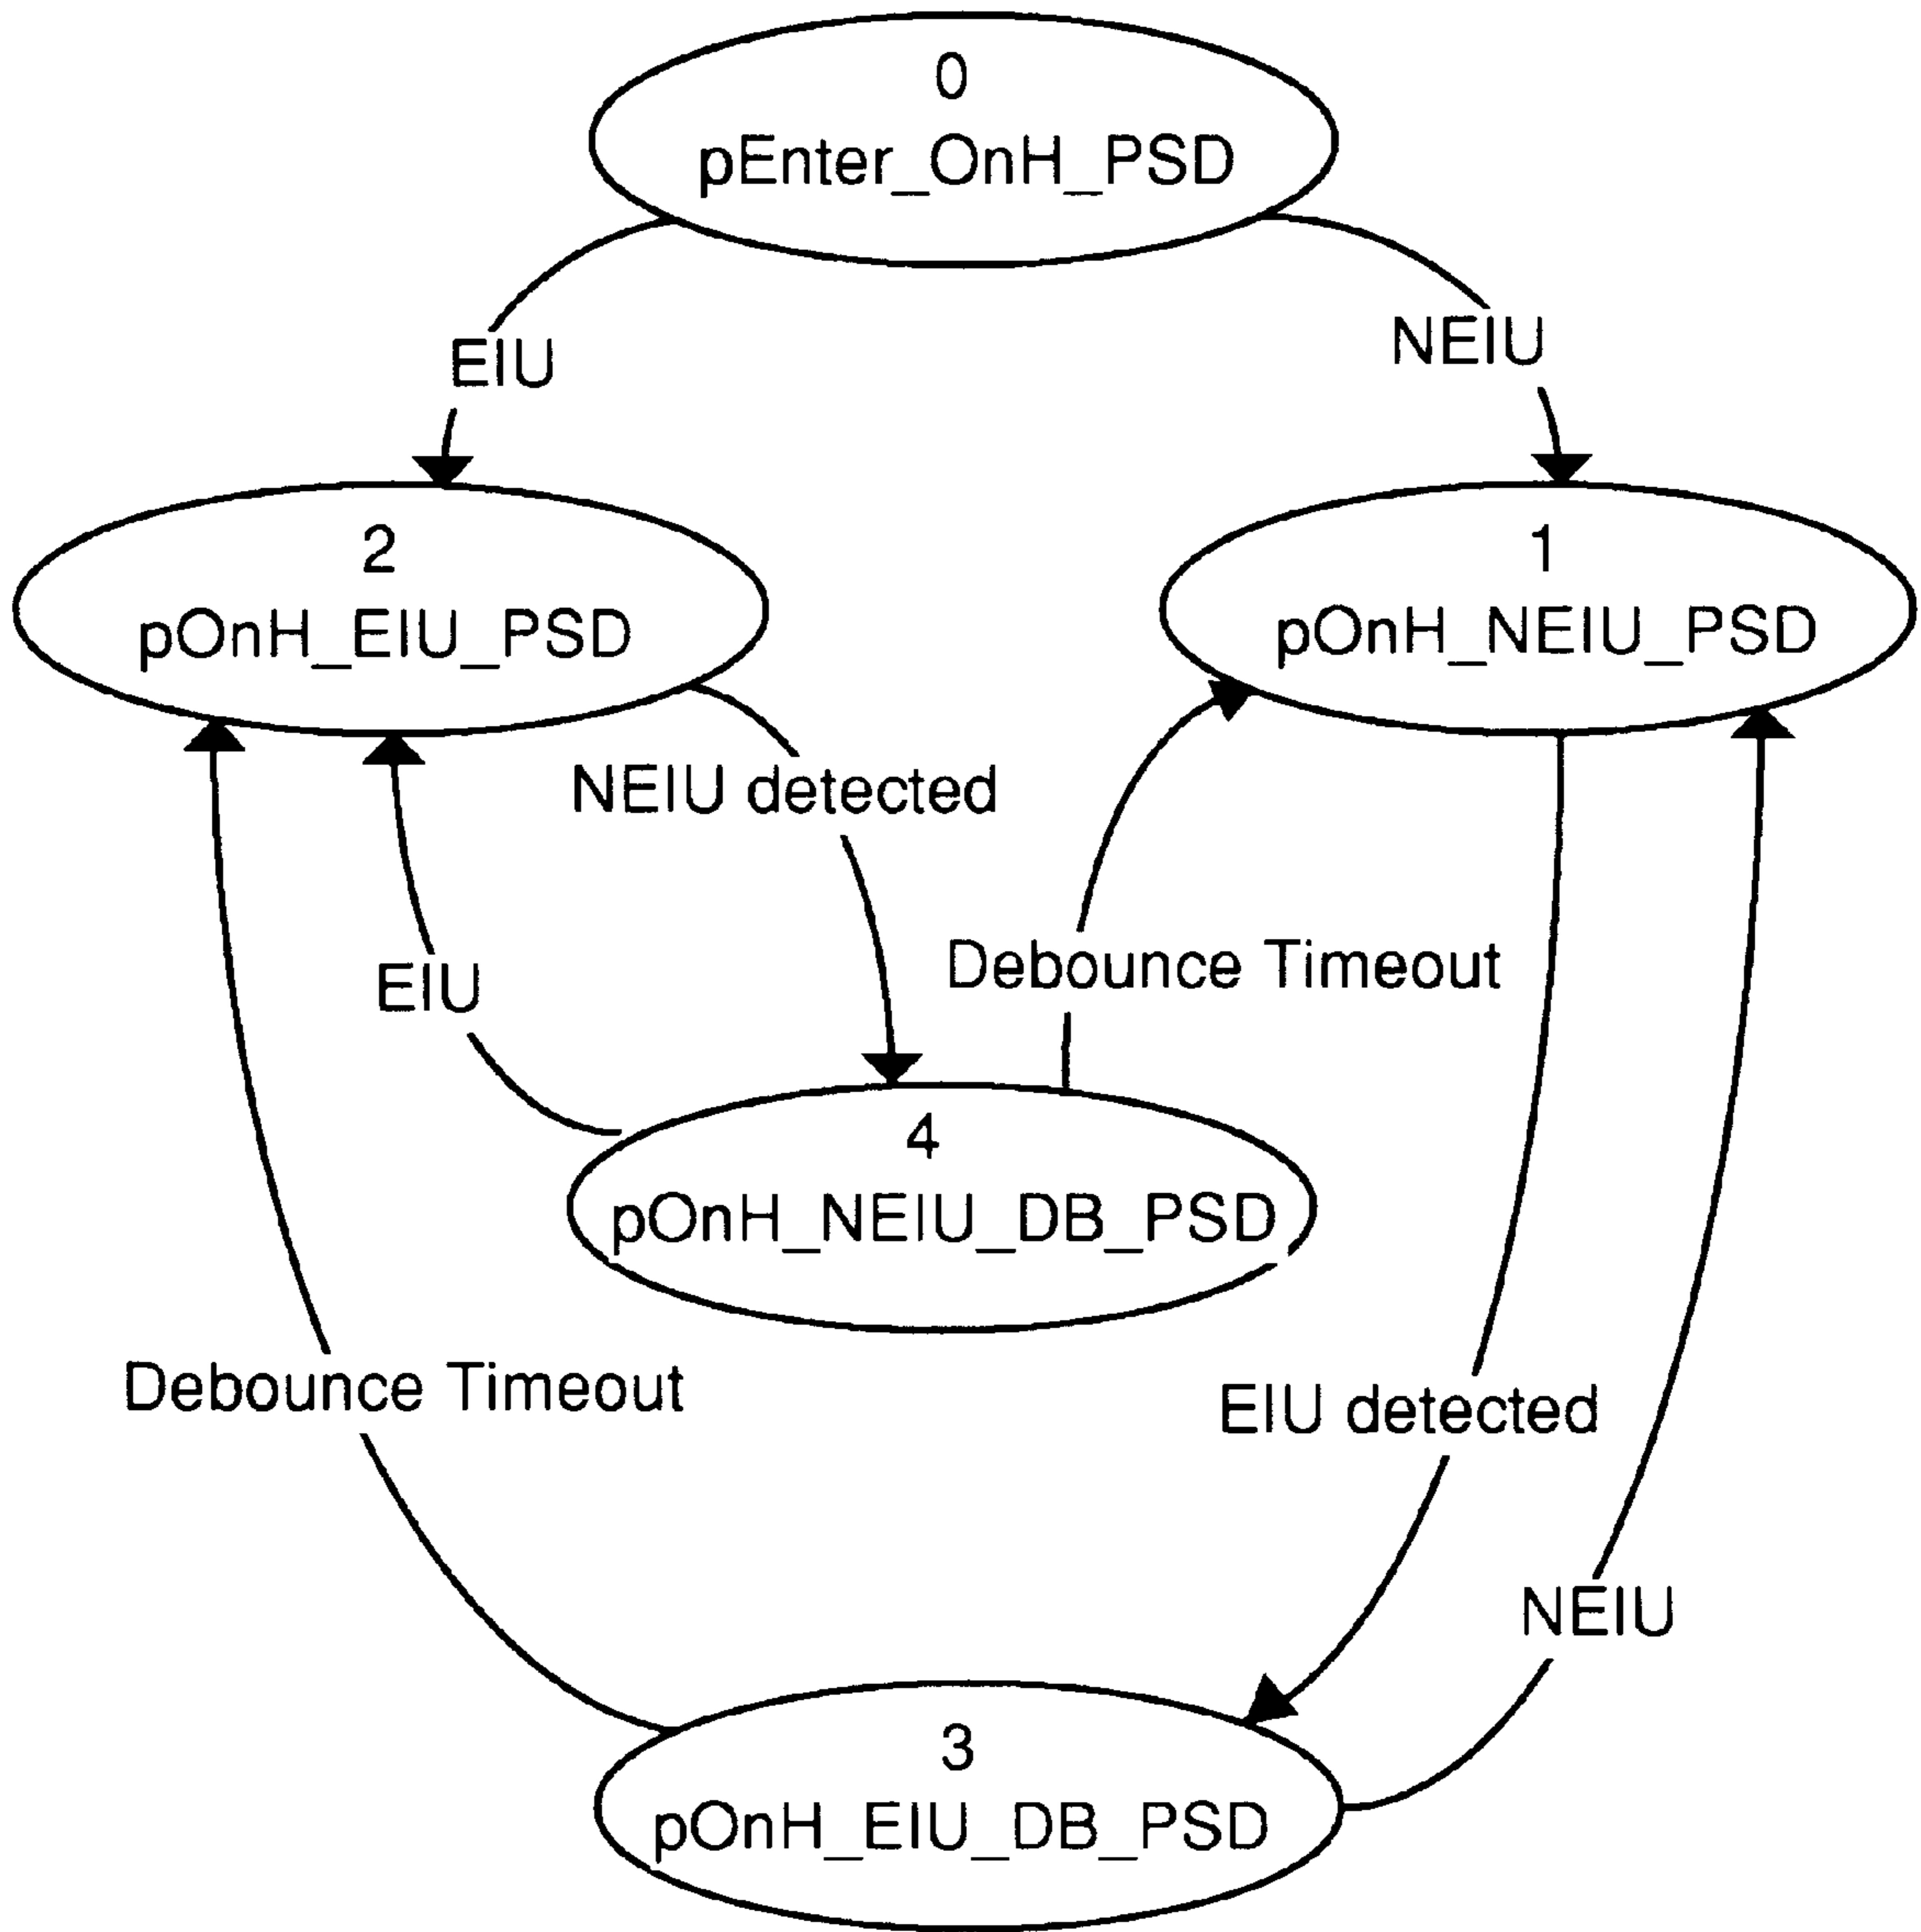 0
pEnter_OnH_PSD
EIU
NEIU
2
pOnH_EIU_PSD
1
pOnH_NEIU_PSD
NEIU detected
EIU
Debounce Timeout
4
pOnH_NEIU_DB_PSD
Debounce Timeout
EIU detected
NEIU
3
pOnH_EIU_DB_PSD